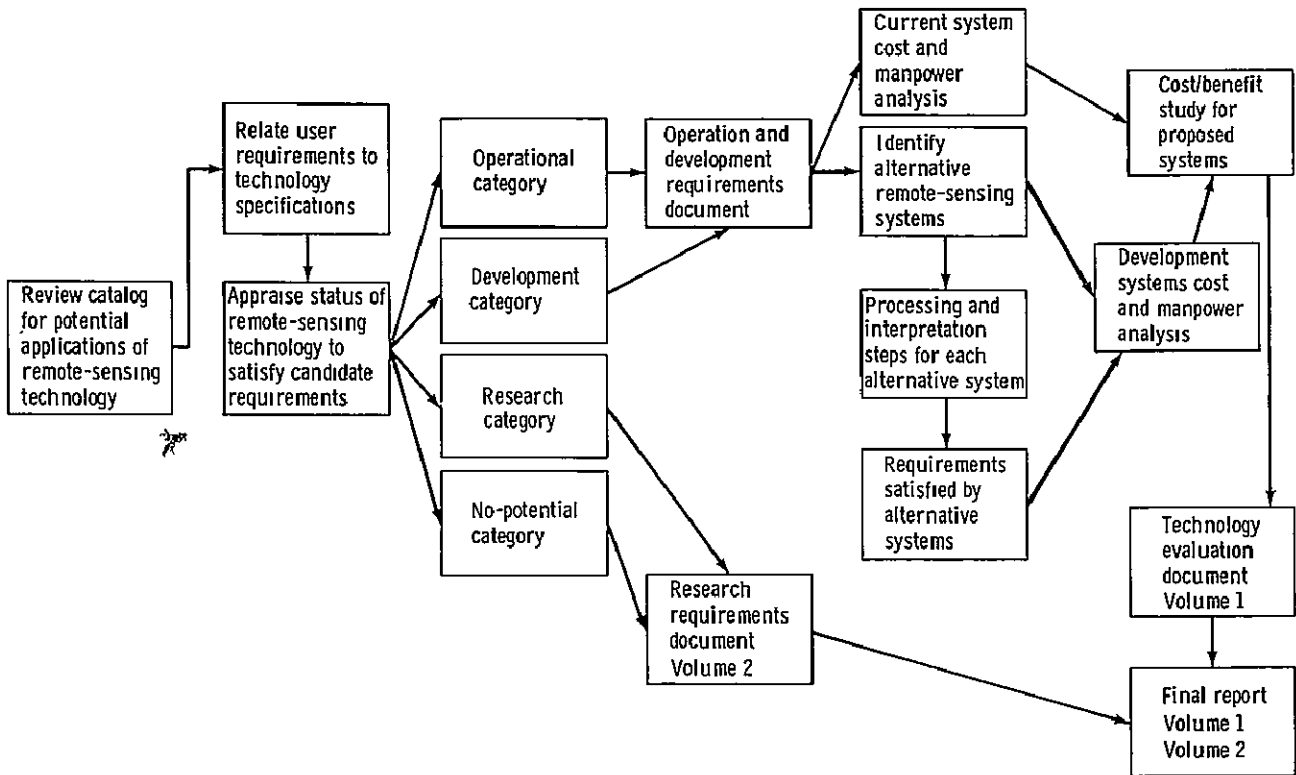 Review catalog
for potential
applications of
remote-sensing
technology
Relate user
requirements to
technology
specifications
Appraise status of
remote-sensing
technology to
satisfy candidate
requirements
Operational
category
Development
category
Research
category
No-potential
category
Operation and
development
requirements
document
Research
requirements
document
Volume 2
Current system
cost and
manpower
analysis
Identify
alternative
remote-sensing
systems
Processing and
interpretation
steps for each
alternative system
Requirements
satisfied by
alternative
systems
Development
systems cost
and manpower
analysis
Cost/benefit
study for
proposed
systems
Technology
evaluation
document
Volume 1
Final report
Volume 1
Volume 2